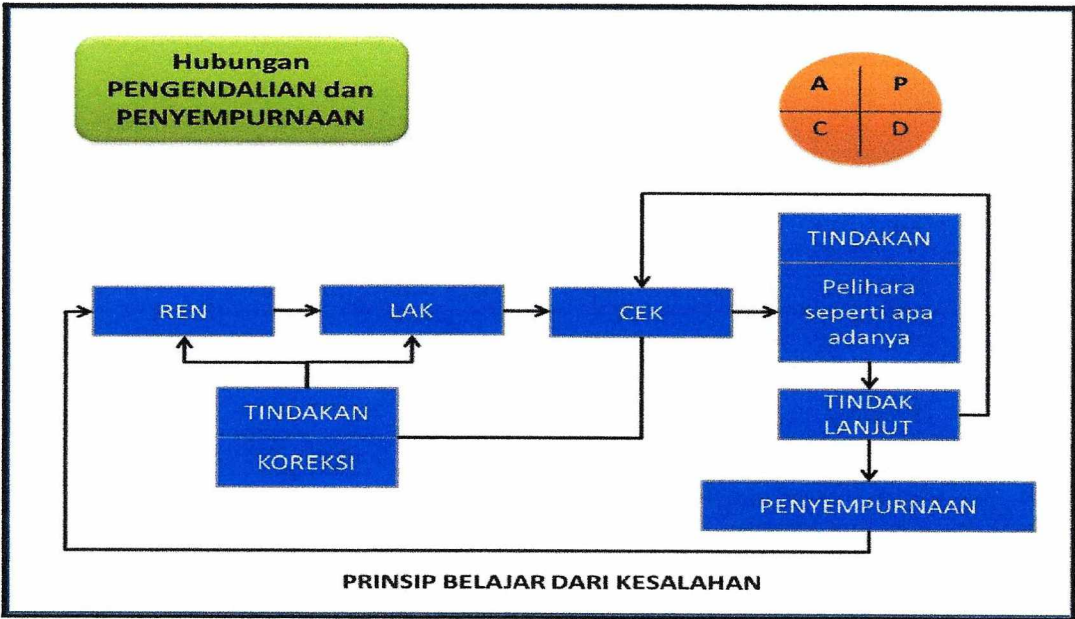 Hubungan
PENGENDALIAN dan
PENYEMPURNAAN
A P
C D
REN
LAK
CEK
TINDAKAN
Pelihara
seperti apa
adanya
TINDAK
LANJUT
TINDAKAN
KOREKSI
PENYEMPURNAAN
PRINSIP BELAJAR DARI KESALAHAN